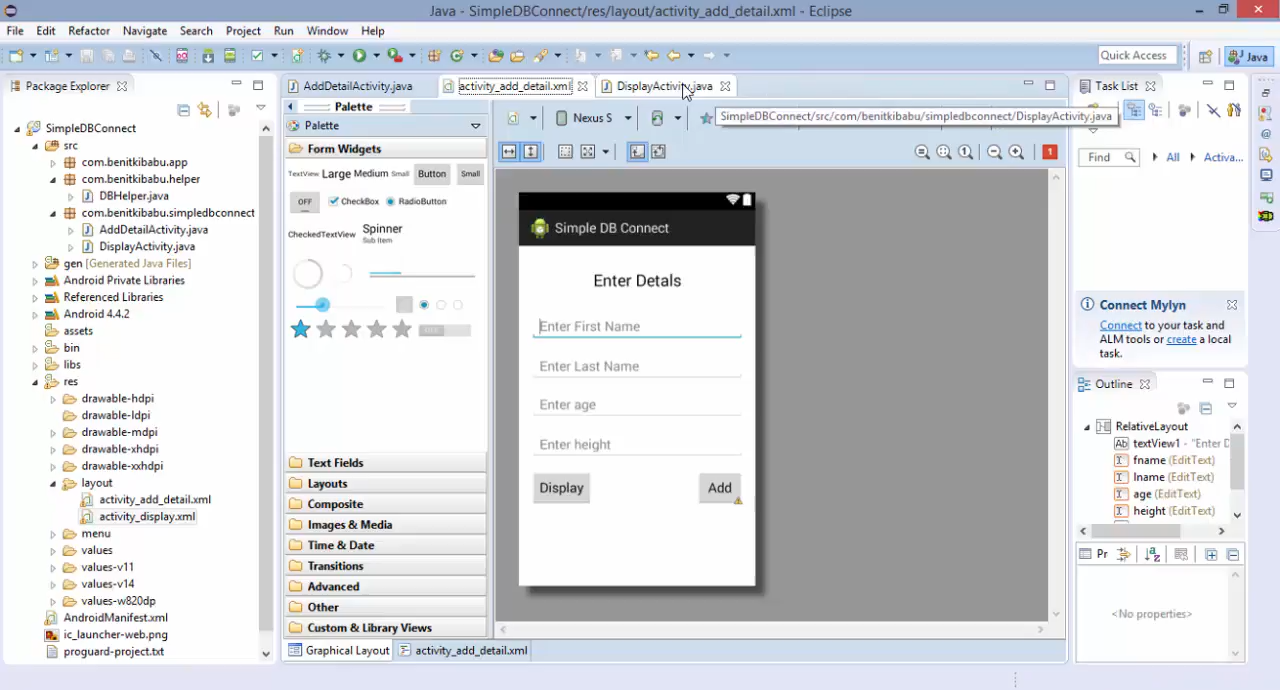 Java - SimpleDBConnect/res/layout/activity_add_detail.xml - Eclipse
File Edit Refactor Navigate Search Project Run Window Help
Quick Access
Java
Package Explorer
SimpleDBConnect
src
com.benitkibabu.app
com.benitkibabu.helper
DBHelper.java
com.benitkibabu.simpledbconnect
AddDetailActivity.java
DisplayActivity.java
gen [Generated Java Files]
Android Private Libraries
Referenced Libraries
Android 4.4.2
assets
bin
libs
res
drawable-hdpi
drawable-ldpi
drawable-mdpi
drawable-xhdpi
drawable-xxhdpi
layout
activity_add_detail.xml
activity_display.xml
menu
values
values-v11
values-v14
values-w820dp
AndroidManifest.xml
ic_launcher-web.png
proguard-project.txt
AddDetailActivity.java
activity_add_detail.xml
DisplayActivity.java
SimpleDBConnect/src/com/benitkibabu/simpledbconnect/DisplayActivity.java
Palette
Palette
Form Widgets
TextView Large Medium Small Button Small
OFF CheckBox RadioButton
CheckedTextView Spinner
Sub Item
Text Fields
Layouts
Composite
Images & Media
Time & Date
Transitions
Advanced
Other
Custom & Library Views
Graphical Layout activity_add_detail.xml
Nexus S
1
1
Simple DB Connect
Enter Detals
Enter First Name
Enter Last Name
Enter age
Enter height
Display Add
Task List
Find All Activa...
Connect Mylyn
Connect to your task and
ALM tools or create a local
task.
Outline
RelativeLayout
Ab textView1 - "Enter D
fname (EditText)
lname (EditText)
age (EditText)
height (EditText)
Pr
<No properties>